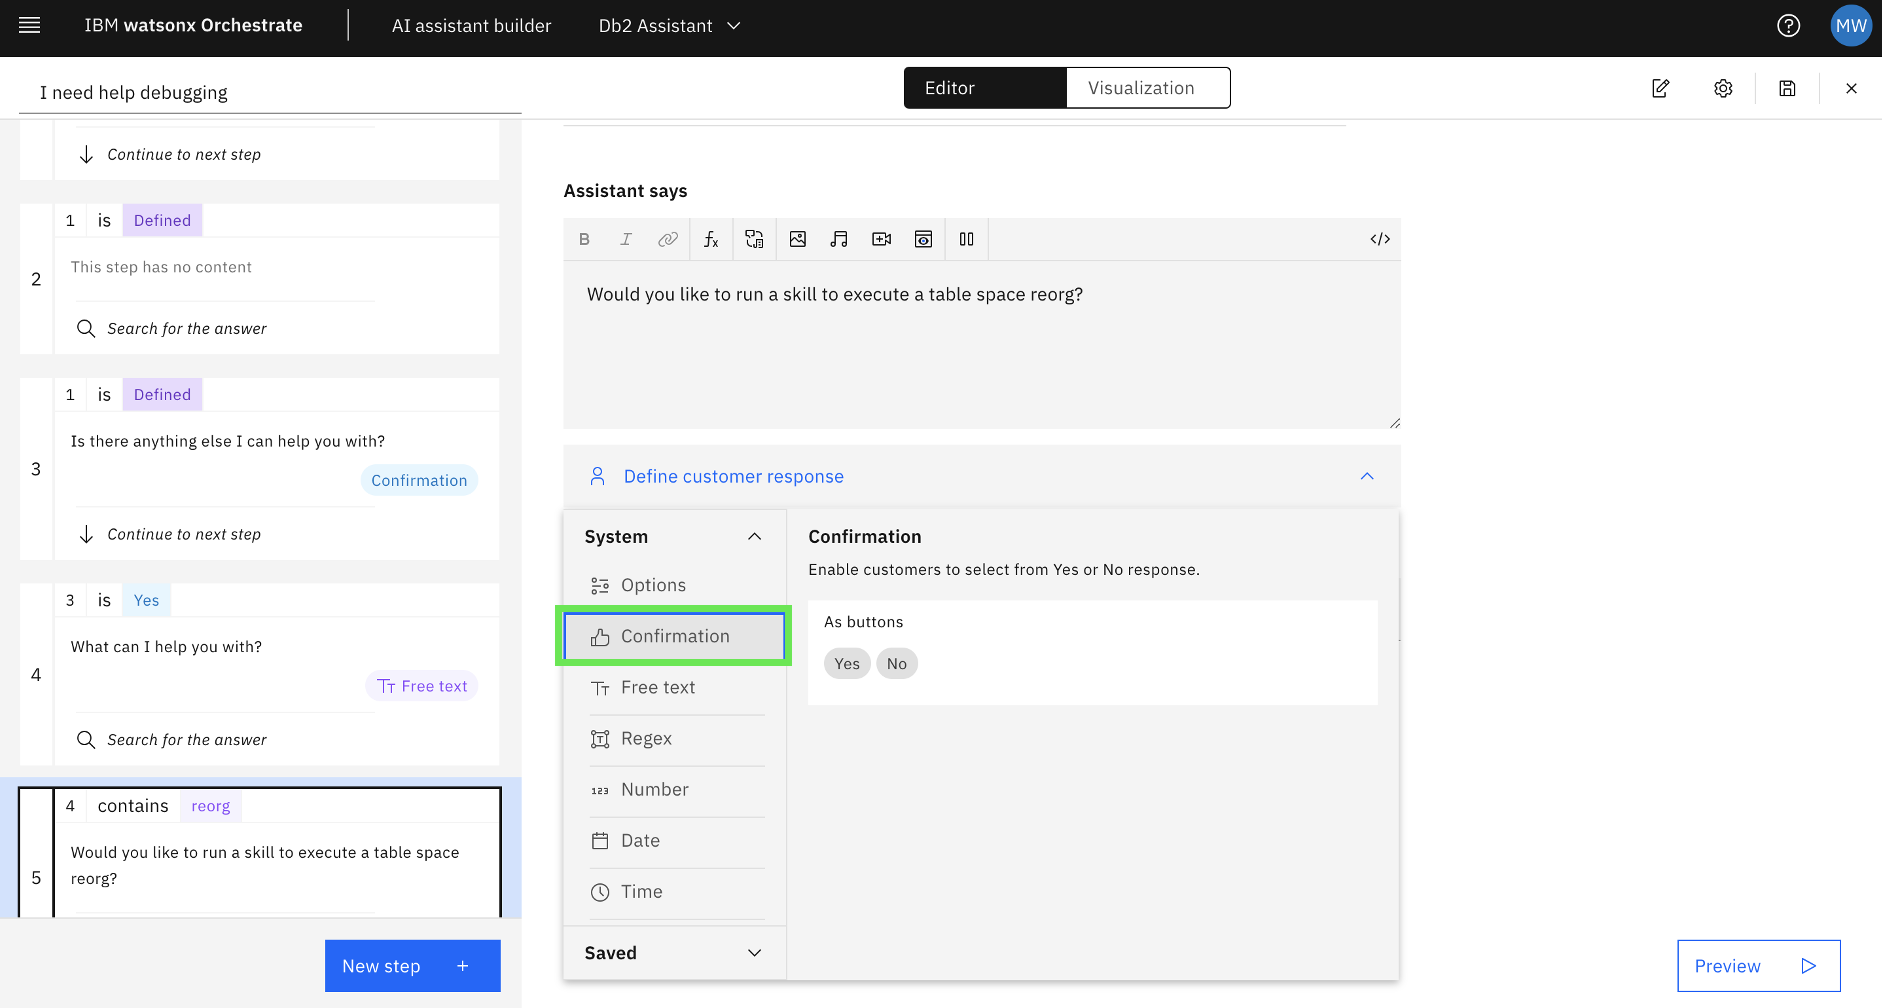 IBM watsonx Orchestrate
AI assistant builder
Db2 Assistant
MW
I need help debugging
Editor
Visualization
Continue to next step
2
1 is Defined
This step has no content
Search for the answer
3
1 is Defined
Is there anything else I can help you with?
Confirmation
Continue to next step
4
3 is Yes
What can I help you with?
Free text
Search for the answer
5
4 contains reorg
Would you like to run a skill to execute a table space
reorg?
New step +
Assistant says
B I
Would you like to run a skill to execute a table space reorg?
Define customer response
System
Options
Confirmation
Free text
Regex
123 Number
Date
Time
Saved
Confirmation
Enable customers to select from Yes or No response.
As buttons
Yes No
Preview